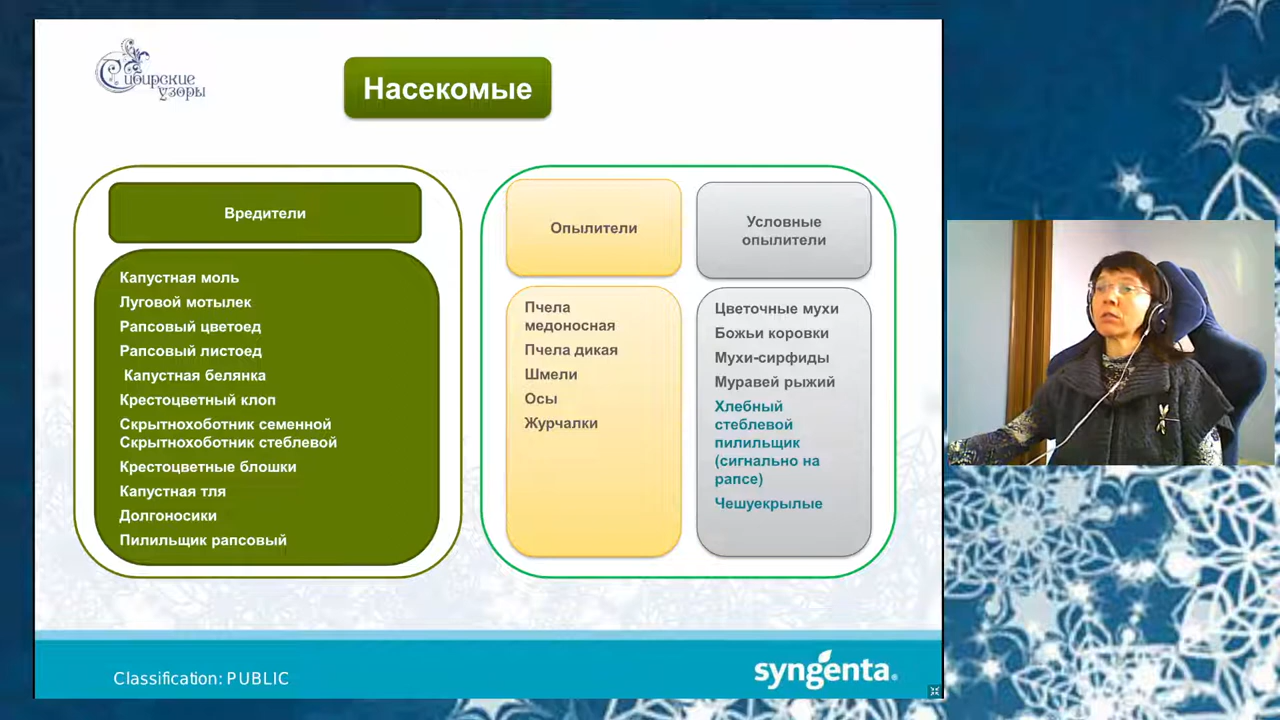 Сибирские
узоры
Насекомые
Вредители
Капустная моль
Луговой мотылек
Рапсовый цветоед
Рапсовый листоед
Капустная белянка
Крестоцветный клоп
Скрытнохоботник семенной
Скрытнохоботник стеблевой
Крестоцветные блошки
Капустная тля
Долгоносики
Пилильщик рапсовый
Опылители
Пчела
медоносная
Пчела дикая
Шмели
Осы
Журчалки
Условные
опылители
Цветочные мухи
Божьи коровки
Мухи-сирфиды
Муравей рыжий
Хлебный
стеблевой
пилильщик
(сигнально на
рапсе)
Чешуекрылые
Classification: PUBLIC
syngenta